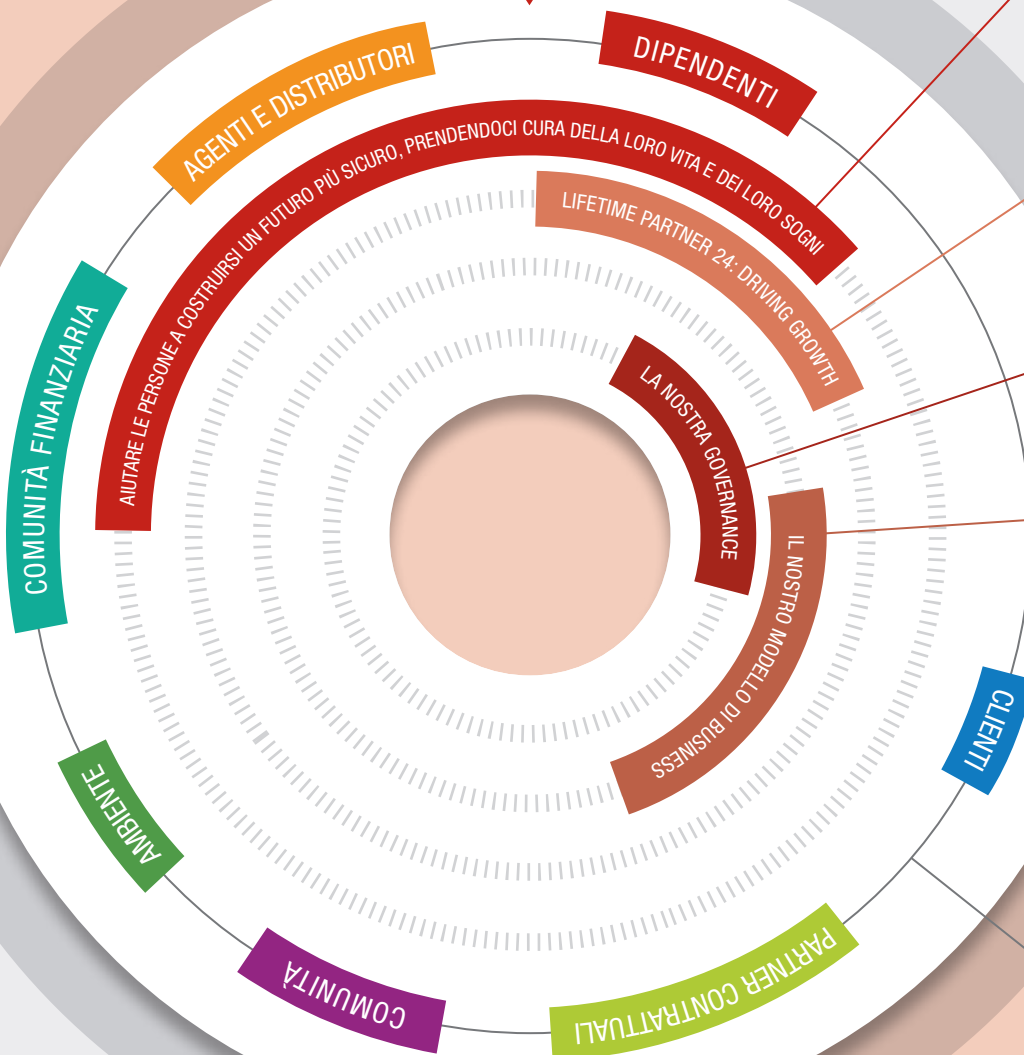 AGENTI E DISTRIBUTORI
DIPENDENTI
AIUTARE LE PERSONE A COSTRUIRSI UN FUTURO PIÙ SICURO, PRENDENDOCI CURA DELLA LORO VITA E DEI LORO SOGNI
LIFETIME PARTNER 24: DRIVING GROWTH
LA NOSTRA GOVERNANCE
IL NOSTRO MODELLO DI BUSINESS
COMUNITÀ FINANZIARIA
CLIENTI
AMBIENTE
COMUNITÀ
PARTNER CONTRATTUALI